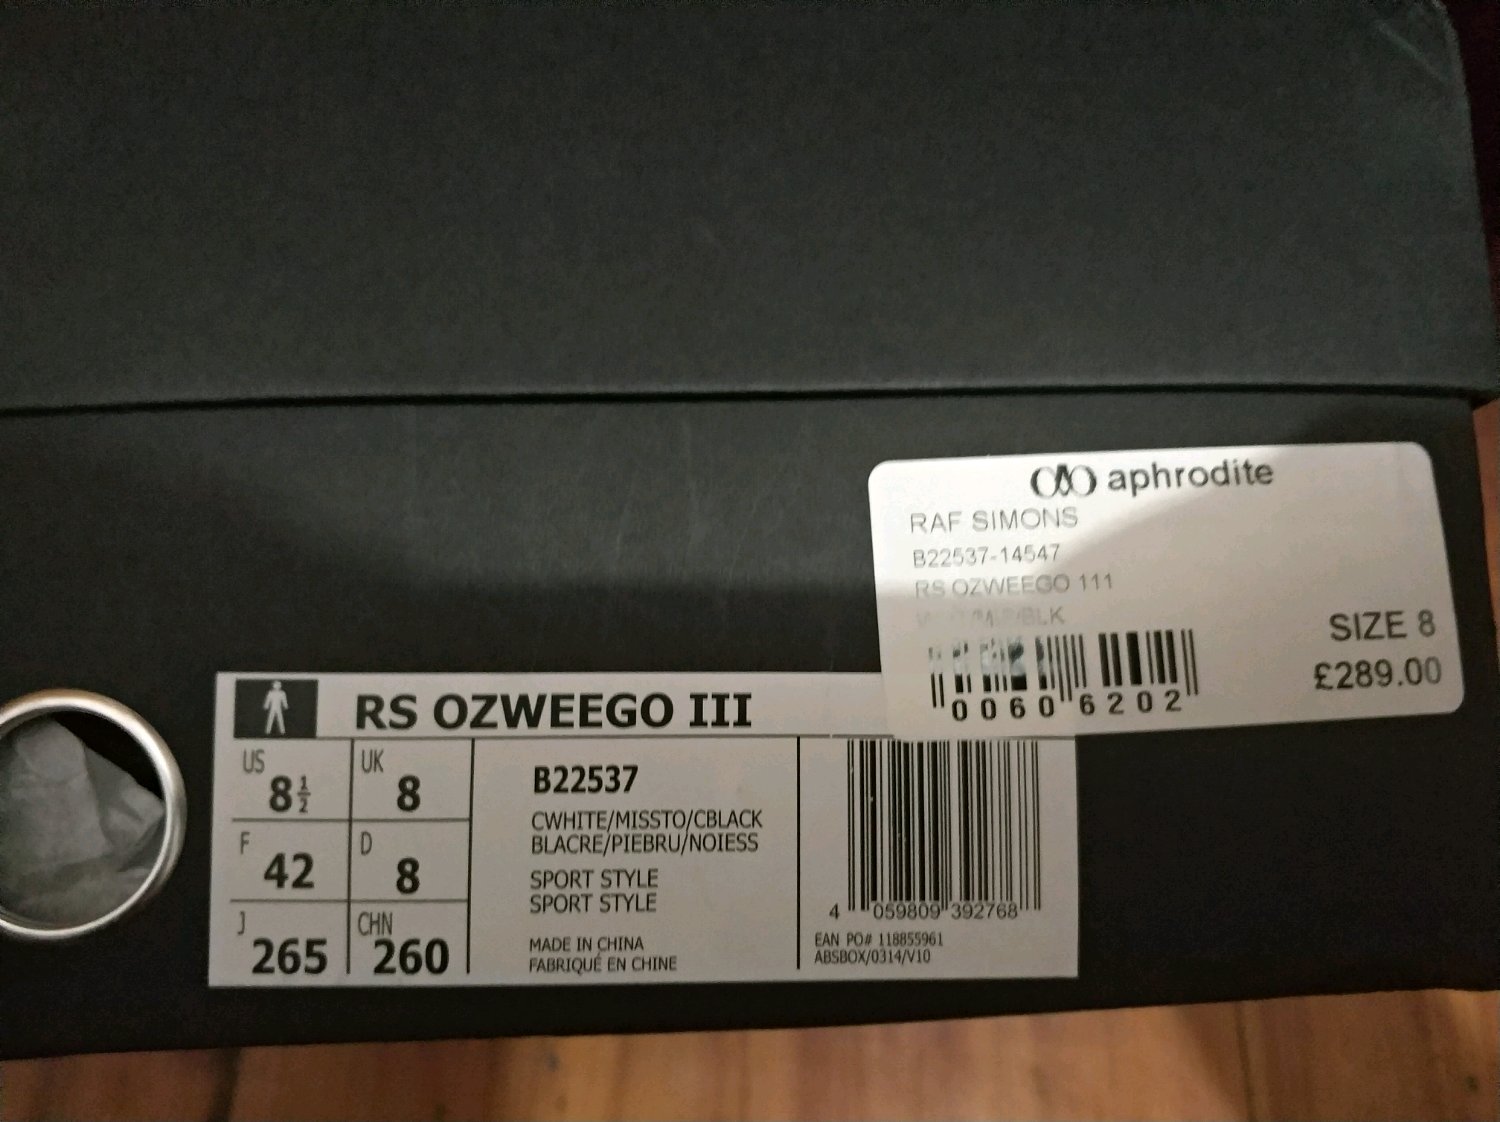 aphrodite
RAF SIMONS
B22537-14547
RS OZWEEGO 111
SIZE 8
£289.00
0060 6202
RS OZWEEGO III
US 8½
UK 8
F 42
D 8
J 265
CHN 260
B22537
CWHITE/MISSTO/CBLACK
BLACRE/PIEBRU/NOIESS
SPORT STYLE
SPORT STYLE
MADE IN CHINA
FABRIQUÉ EN CHINE
4 059809 392768
EAN PO# 118855961
ABSBOX/0314/V10